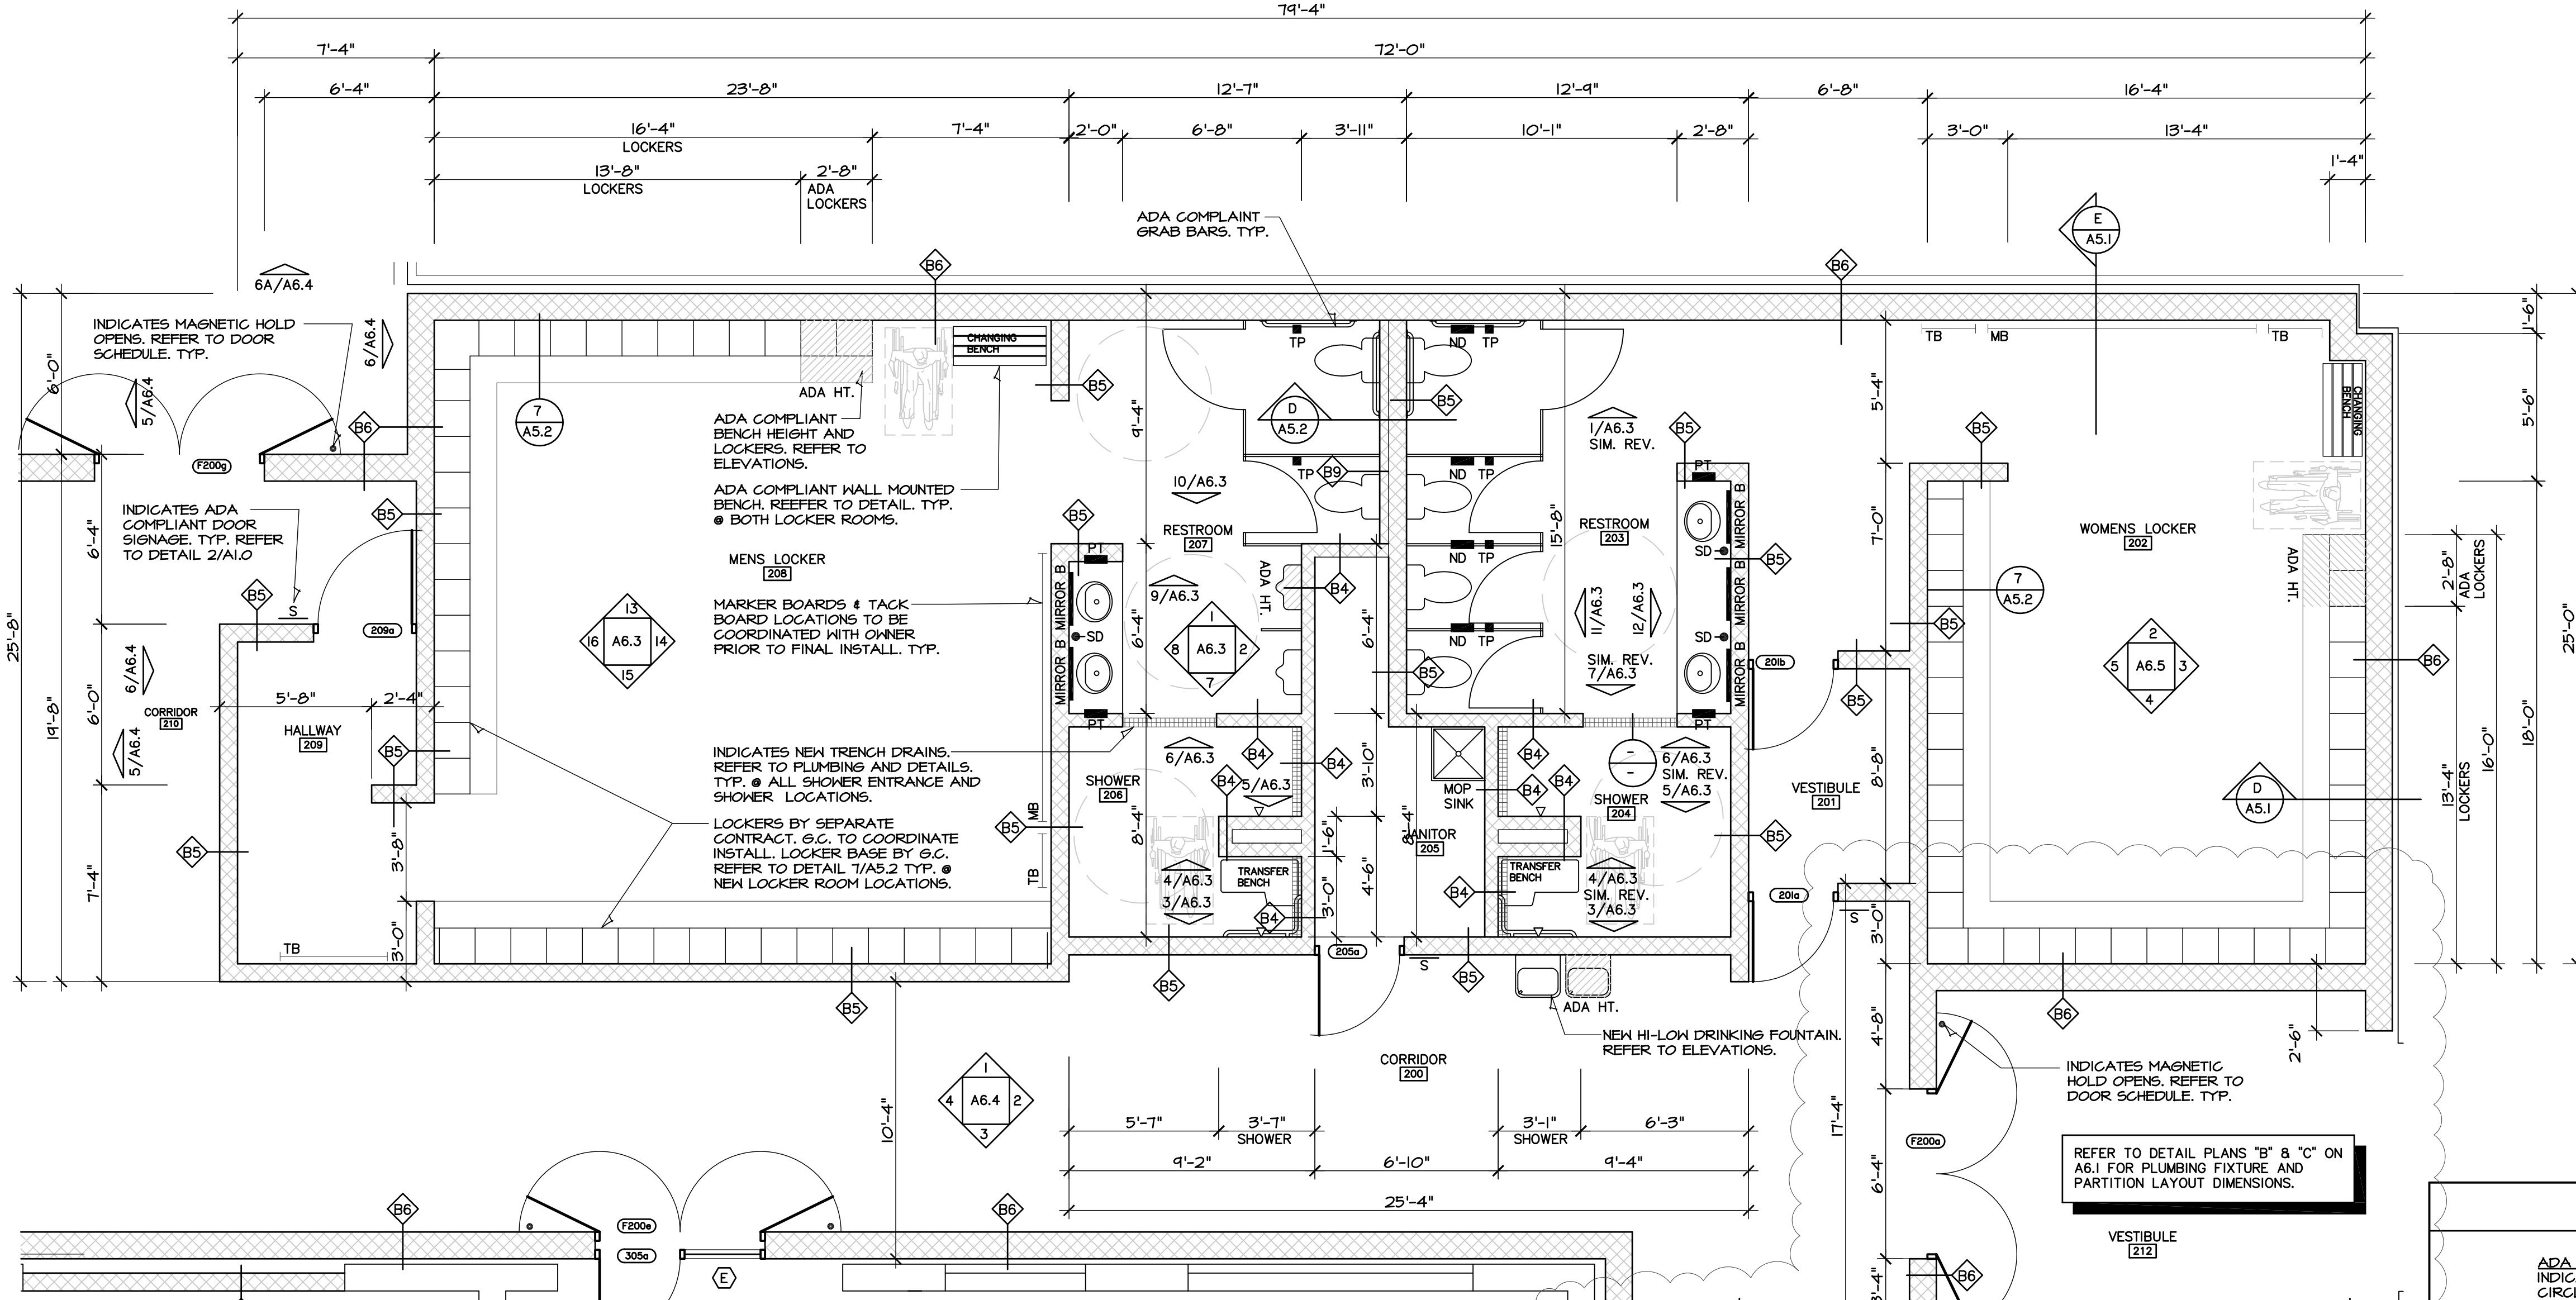 79'-4"
7'-4"
72'-0"
6'-4"
23'-8"
12'-7"
12'-9"
6'-8"
16'-4"
16'-4"
LOCKERS
7'-4"
2'-0"
6'-8"
3'-11"
10'-1"
2'-8"
3'-0"
13'-4"
1'-4"
13'-8"
LOCKERS
2'-8"
ADA
LOCKERS
ADA COMPLAINT
GRAB BARS. TYP.
E
A5.1
6A/A6.4
B6
B6
INDICATES MAGNETIC HOLD
OPENS. REFER TO DOOR
SCHEDULE. TYP.
6/A6.4
5/A6.4
6'-0"
F200g
B6
7
A5.2
CHANGING
BENCH
ADA HT.
B5
ADA COMPLIANT
BENCH HEIGHT AND
LOCKERS. REFER TO
ELEVATIONS.
ADA COMPLIANT WALL MOUNTED
BENCH. REEFER TO DETAIL. TYP.
@ BOTH LOCKER ROOMS.
9'-4"
TP
ND TP
D
A5.2
B5
TP
B9
ND TP
1/A6.3
SIM. REV.
B5
PT
15'-8"
5'-4"
TB
MB
TB
B5
CHANGING
BENCH
1'-6"
5'-6"
INDICATES ADA
COMPLIANT DOOR
SIGNAGE. TYP. REFER
TO DETAIL 2/A1.0
B5
6'-4"
S
B5
209a
MENS LOCKER
208
13
16 A6.3 14
15
MARKER BOARDS & TACK
BOARD LOCATIONS TO BE
COORDINATED WITH OWNER
PRIOR TO FINAL INSTALL. TYP.
10/A6.3
RESTROOM
207
B5
PT
MIRROR B
SD
MIRROR B
PT
9/A6.3
1
8 A6.3 2
7
ADA HT.
B4
6'-4"
6'-4"
B5
ND TP
ND TP
RESTROOM
203
11/A6.3
12/A6.3
SIM. REV.
7/A6.3
SD
SD
MIRROR B
MIRROR B
MIRROR B
PT
B5
7'-0"
201b
B5
B5
WOMENS LOCKER
202
7
A5.2
2
5 A6.5 3
4
ADA HT.
2'-8"
ADA
LOCKERS
B6
25'-0"
18'-0"
16'-0"
13'-4"
LOCKERS
25'-8"
19'-8"
6/A6.4
6'-0"
CORRIDOR
210
5/A6.4
5'-8"
2'-4"
HALLWAY
209
B5
B5
7'-4"
3'-8"
3'-0"
TB
INDICATES NEW TRENCH DRAINS.
REFER TO PLUMBING AND DETAILS.
TYP. @ ALL SHOWER ENTRANCE AND
SHOWER LOCATIONS.
LOCKERS BY SEPARATE
CONTRACT. G.C. TO COORDINATE
INSTALL. LOCKER BASE BY G.C.
REFER TO DETAIL 7/A5.2 TYP. @
NEW LOCKER ROOM LOCATIONS.
MB
TB
B5
6/A6.3
SHOWER
206
B4
B4
B4
5/A6.3
8'-4"
4/A6.3
3/A6.3
TRANSFER
BENCH
B4
3'-10"
1'-6"
3'-0"
4'-6"
8'-4"
MOP
SINK
JANITOR
205
B4
B4
B4
B4
-
-
6/A6.3
SIM. REV.
5/A6.3
SHOWER
204
TRANSFER
BENCH
4/A6.3
SIM. REV.
3/A6.3
B5
VESTIBULE
201
8'-8"
201a
S
3'-0"
D
A5.1
B5
B5
205a
S
B5
ADA HT.
NEW HI-LOW DRINKING FOUNTAIN.
REFER TO ELEVATIONS.
CORRIDOR
200
10'-4"
1
4 A6.4 2
3
B6
2'-6"
4'-8"
17'-4"
INDICATES MAGNETIC
HOLD OPENS. REFER TO
DOOR SCHEDULE. TYP.
F200a
6'-4"
5'-7"
3'-7"
SHOWER
3'-1"
SHOWER
6'-3"
9'-2"
6'-10"
9'-4"
25'-4"
REFER TO DETAIL PLANS "B" & "C" ON
A6.1 FOR PLUMBING FIXTURE AND
PARTITION LAYOUT DIMENSIONS.
B6
F200e
305a
E
B6
VESTIBULE
212
B6
ADA
INDIC
CIRC